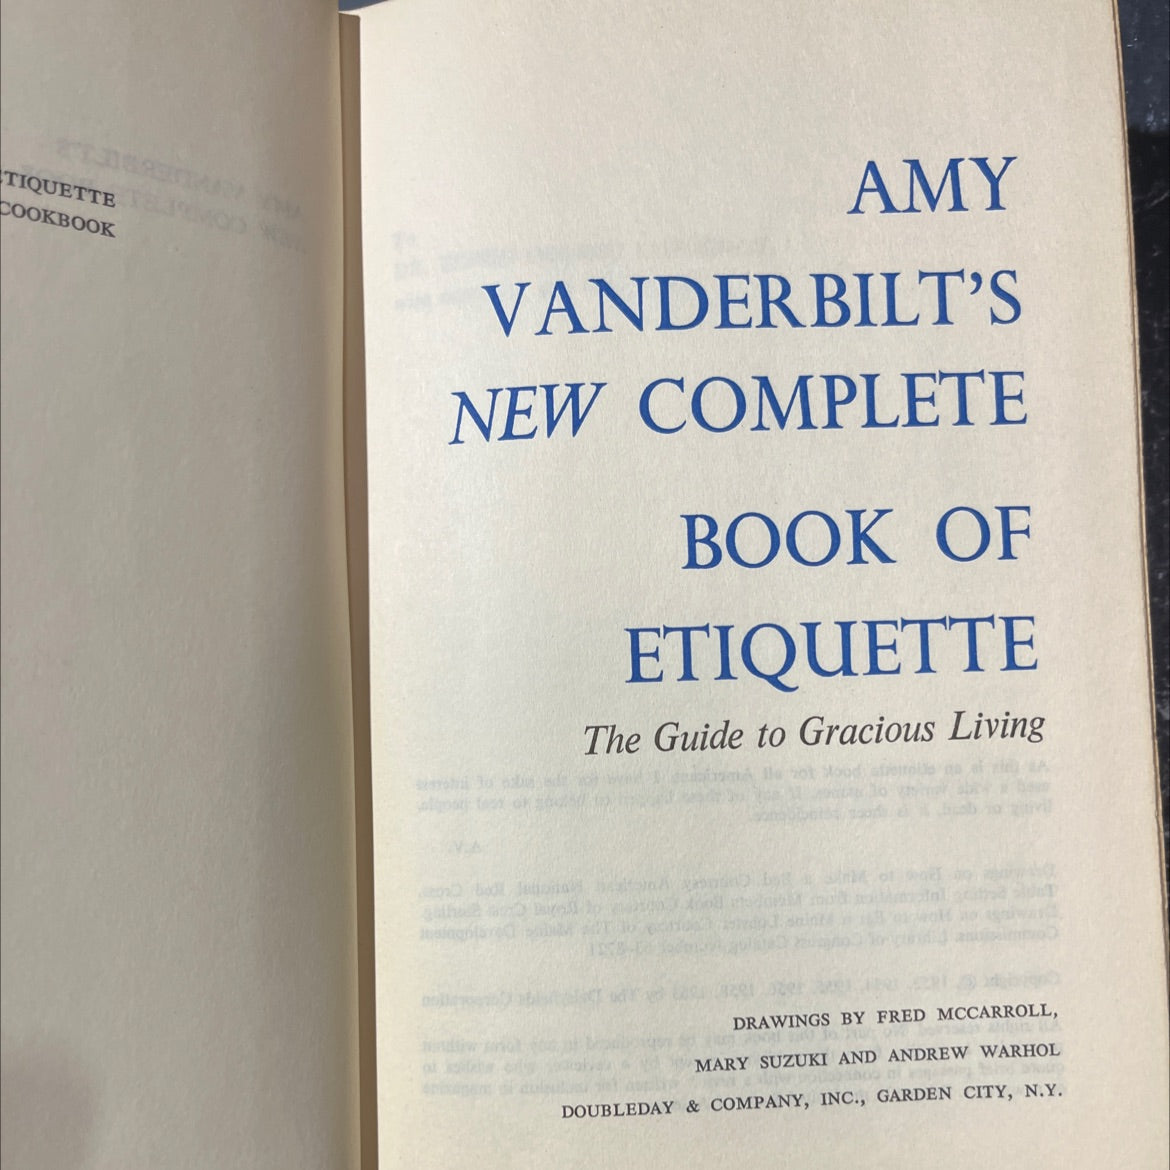 TIQUETTE
COOKBOOK
AMY
VANDERBILT’S
NEW COMPLETE
BOOK OF
ETIQUETTE
The Guide to Gracious Living
DRAWINGS BY FRED MCCARROLL,
MARY SUZUKI AND ANDREW WARHOL
DOUBLEDAY & COMPANY, INC., GARDEN CITY, N.Y.